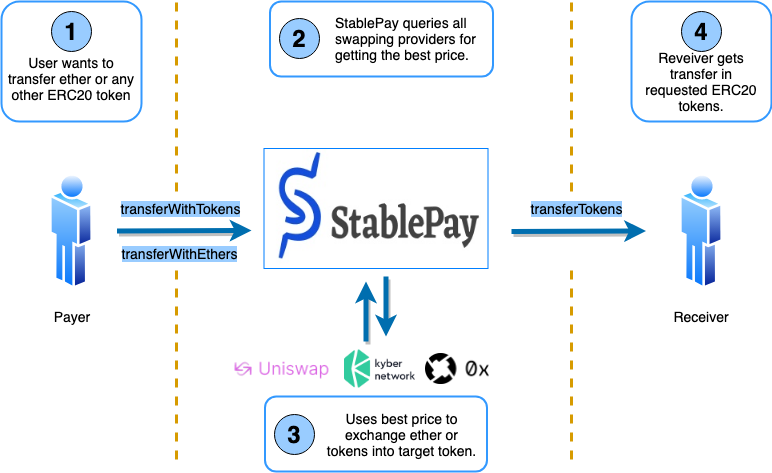 1
User wants to
transfer ether or any
other ERC20 token
2
StablePay queries all
swapping providers for
getting the best price.
4
Reveiver gets
transfer in
requested ERC20
tokens.
transferWithTokens
transferWithEthers
StablePay
transferTokens
Payer
Receiver
Uniswap
kyber
network
0x
3
Uses best price to
exchange ether or
tokens into target token.